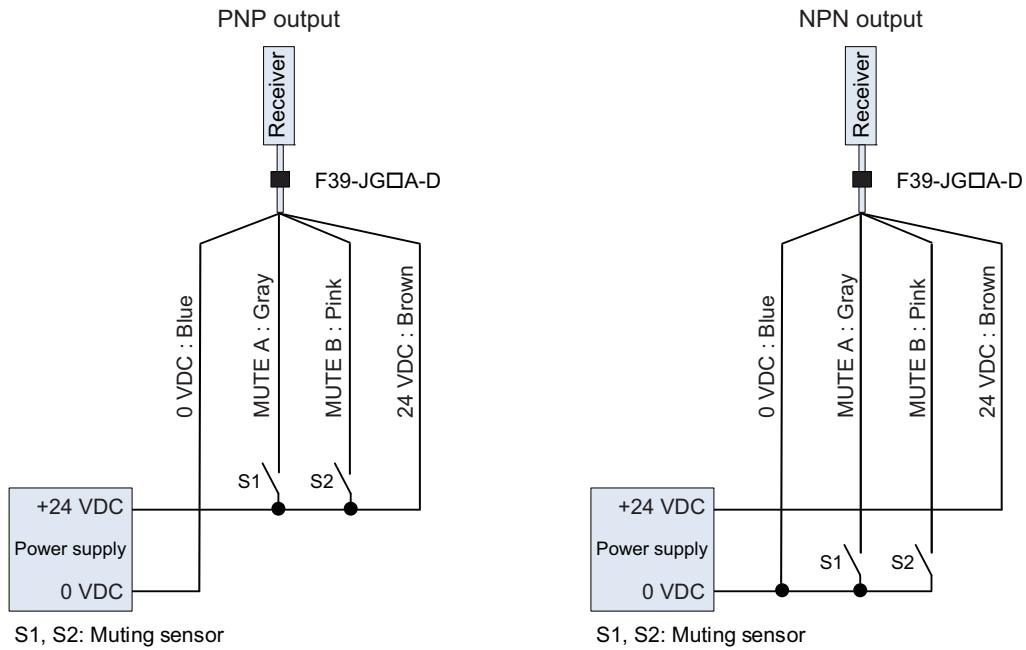 PNP output
Receiver
F39-JG□A-D
0 VDC : Blue
MUTE A : Gray
MUTE B : Pink
24 VDC : Brown
S1
S2
+24 VDC
Power supply
0 VDC
S1, S2: Muting sensor
NPN output
Receiver
F39-JG□A-D
0 VDC : Blue
MUTE A : Gray
MUTE B : Pink
24 VDC : Brown
+24 VDC
S1
S2
Power supply
0 VDC
S1, S2: Muting sensor